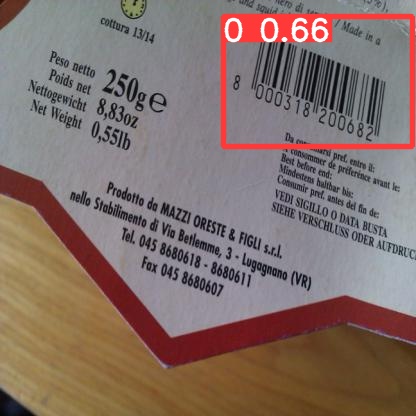 cottura 13/14
Peso netto
Poids net
Nettogewicht
Net Weight
250g e
8,83oz
0,55lb
0 0.66
Made in a
8 000318 200682
Da consumarsi pref. entro il:
A consommer de préférence avant le:
Best before end:
Mindestens haltbar bis:
Consumir pref. antes del fin de:
VEDI SIGILLO O DATA BUSTA
SIEHE VERSCHLUSS ODER AUFDRUC
Prodotto da MAZZI ORESTE & FIGLI s.r.l.
nello Stabilimento di Via Betlemme, 3 - Lugagnano (VR)
Tel. 045 8680618 - 8680611
Fax 045 8680607